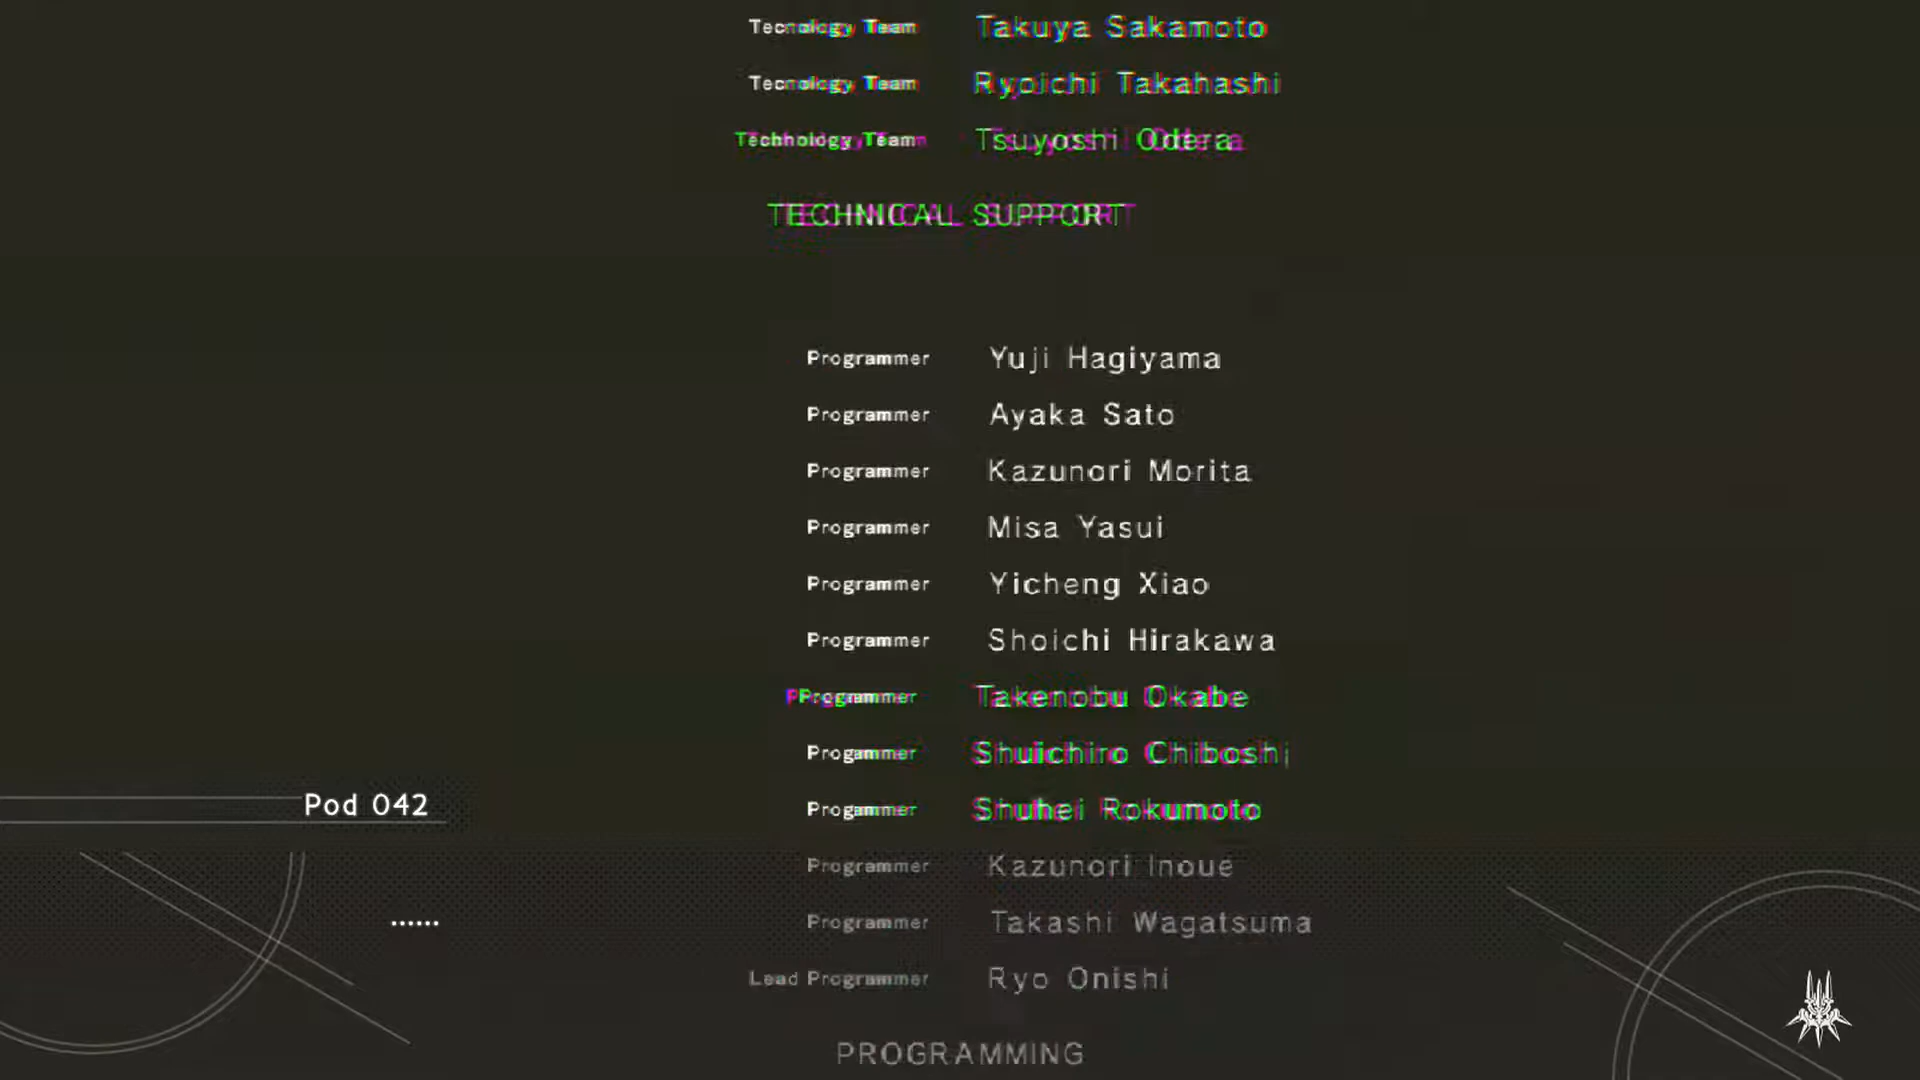 Tecnology Team Takuya Sakamoto
Tecnology Team Ryoichi Takahashi
Technology Team Tsuyoshi Odera
TECHNICAL SUPPORT
Programmer Yuji Hagiyama
Programmer Ayaka Sato
Programmer Kazunori Morita
Programmer Misa Yasui
Programmer Yicheng Xiao
Programmer Shoichi Hirakawa
Programmer Takenobu Okabe
Programmer Shuichiro Chiboshi
Pod 042
Programmer Shuhei Rokumoto
Programmer Kazunori Inoue
......
Programmer Takashi Wagatsuma
Lead Programmer Ryo Onishi
PROGRAMMING